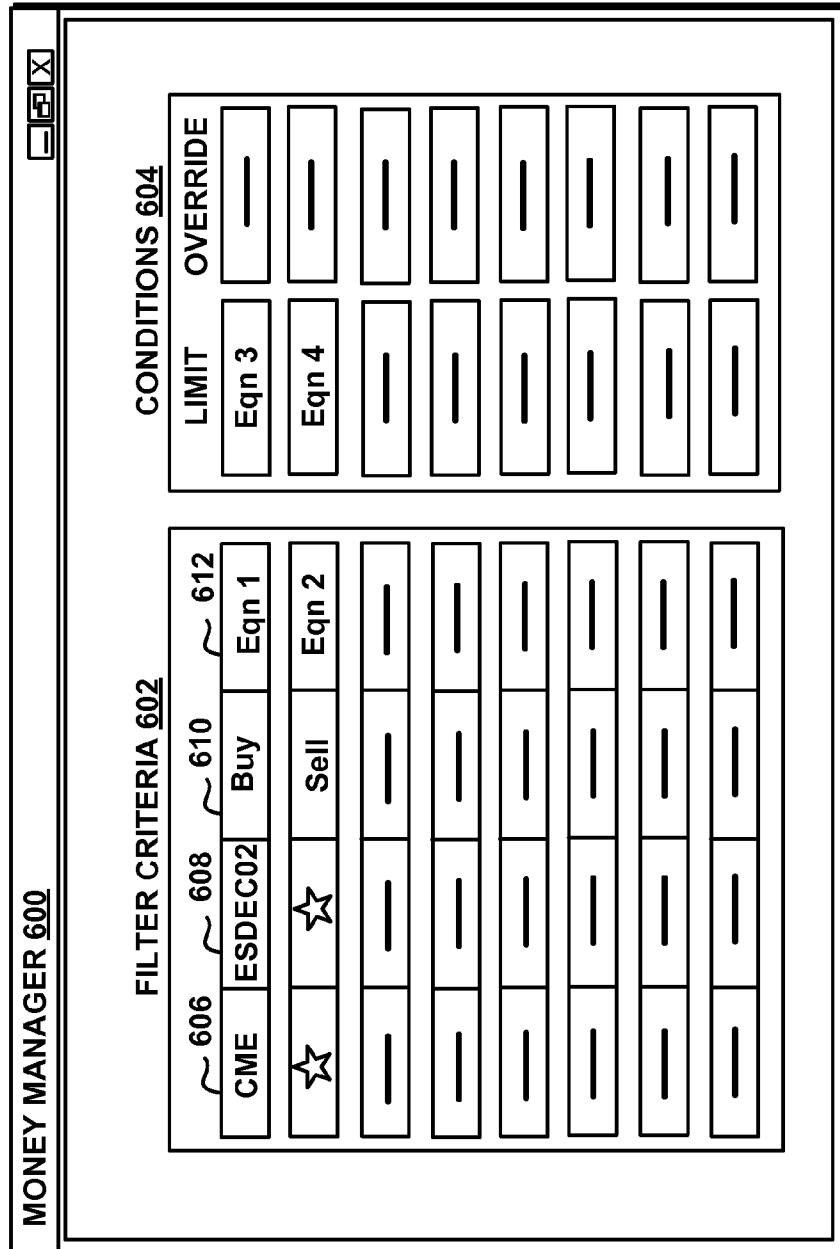 MONEY MANAGER 600
X
FILTER CRITERIA 602
CONDITIONS 604
606 608 610 612
LIMIT OVERRIDE
CME ESDEC02 Buy Eqn 1 Eqn 3
Sell Eqn 2 Eqn 4